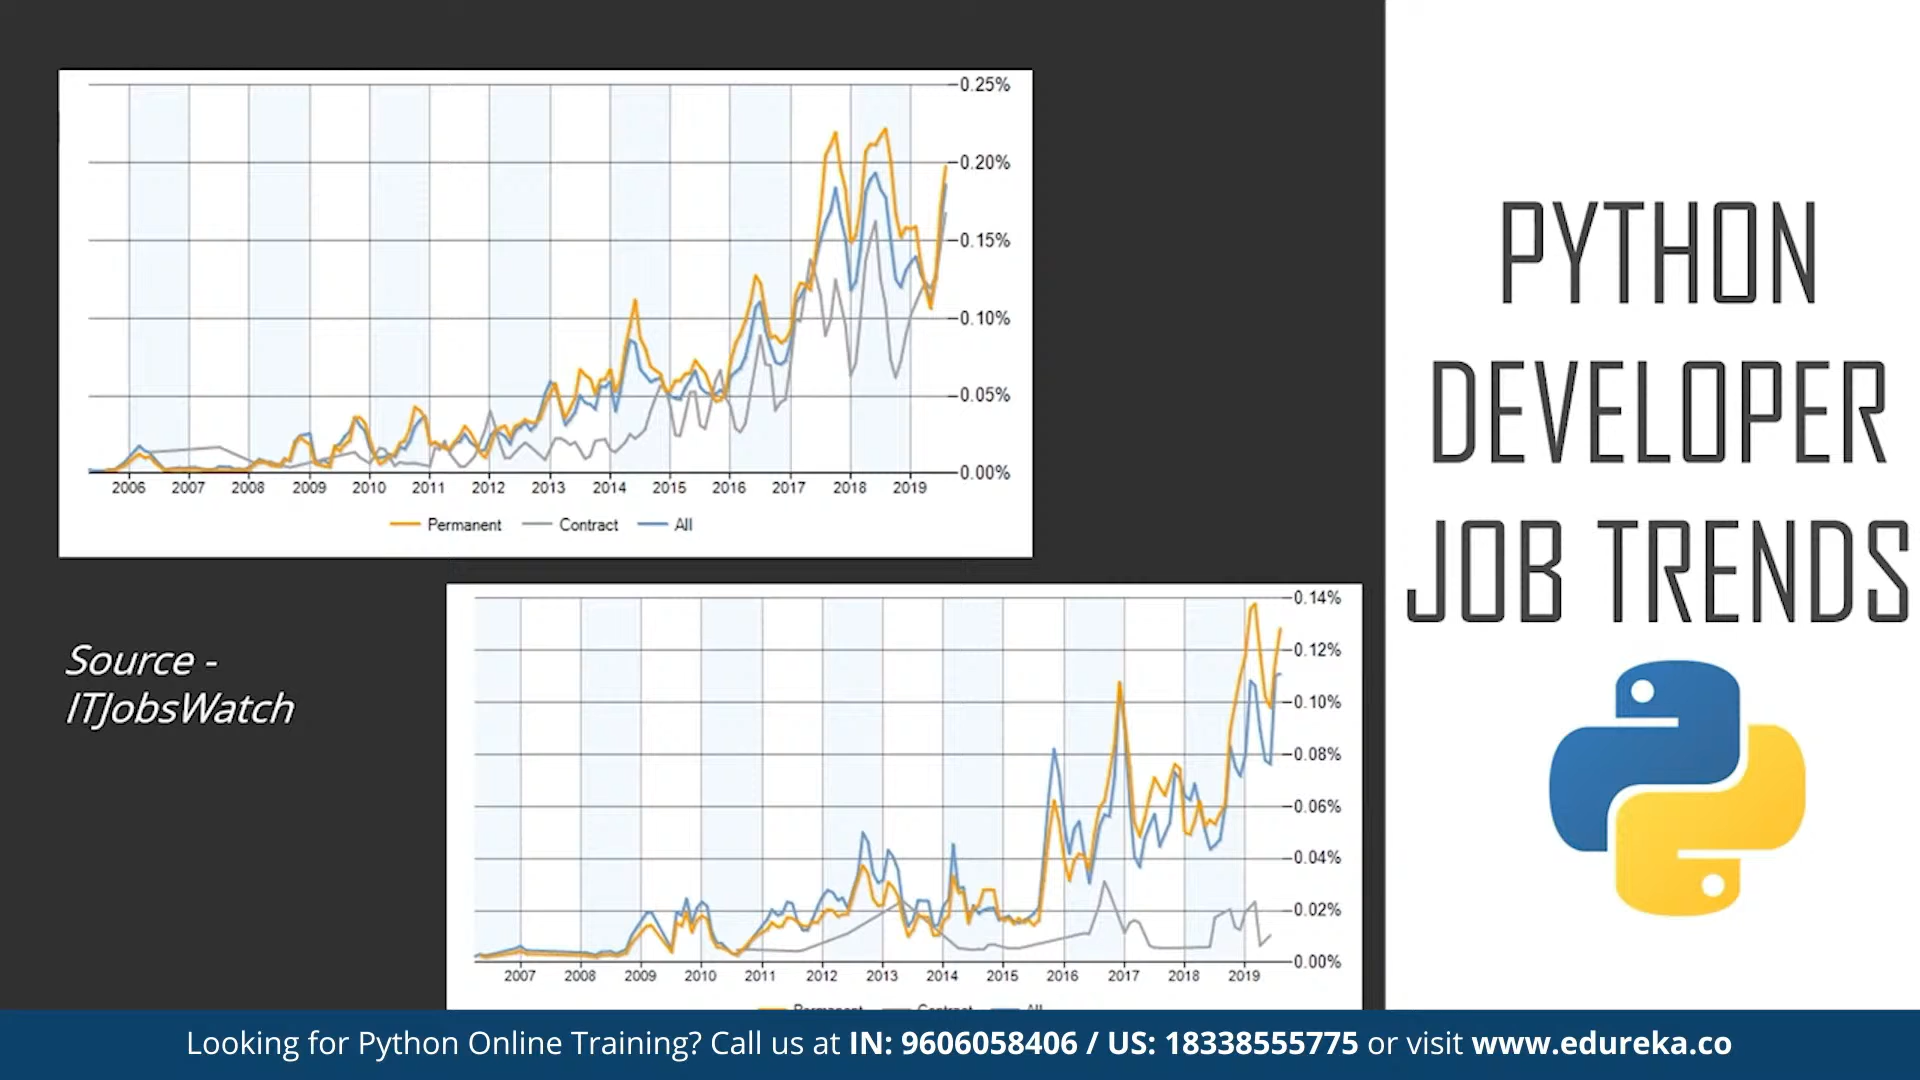 0.25%
0.20%
0.15%
0.10%
0.05%
0.00%
2006 2007 2008 2009 2010 2011 2012 2013 2014 2015 2016 2017 2018 2019
Permanent Contract All
Source -
ITJobsWatch
0.14%
0.12%
0.10%
0.08%
0.06%
0.04%
0.02%
0.00%
2007 2008 2009 2010 2011 2012 2013 2014 2015 2016 2017 2018 2019
Permanent Contract All
PYTHON
DEVELOPER
JOB TRENDS
Looking for Python Online Training? Call us at IN: 9606058406 / US: 18338555775 or visit www.edureka.co